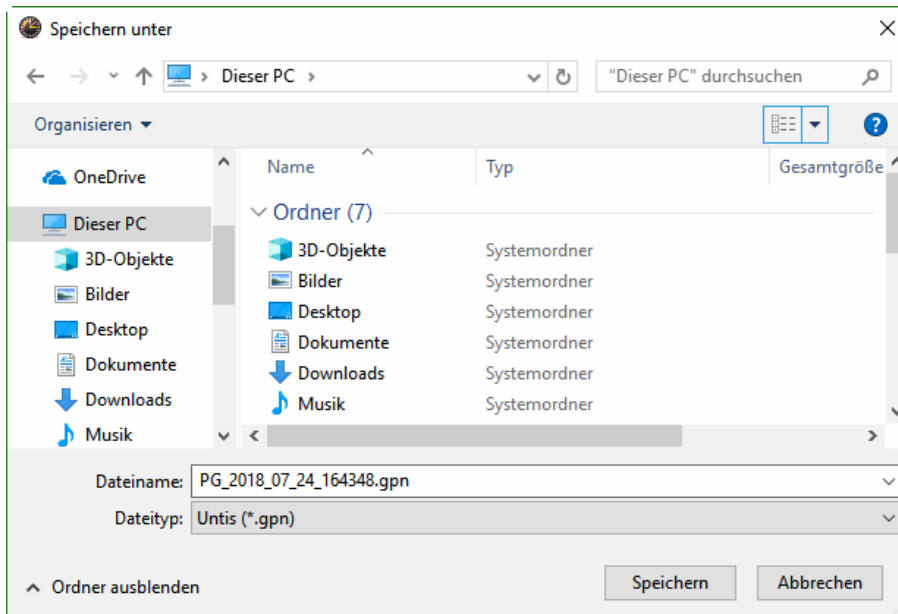 Speichern unter
Dieser PC
"Dieser PC" durchsuchen
Organisieren
?
OneDrive
Dieser PC
3D-Objekte
Bilder
Desktop
Dokumente
Downloads
Musik
Name Typ Gesamtgröße
Ordner (7)
3D-Objekte Systemordner
Bilder Systemordner
Desktop Systemordner
Dokumente Systemordner
Downloads Systemordner
Musik Systemordner
Dateiname: PG_2018_07_24_164348.gpn
Dateityp: Untis (*.gpn)
Ordner ausblenden
Speichern Abbrechen